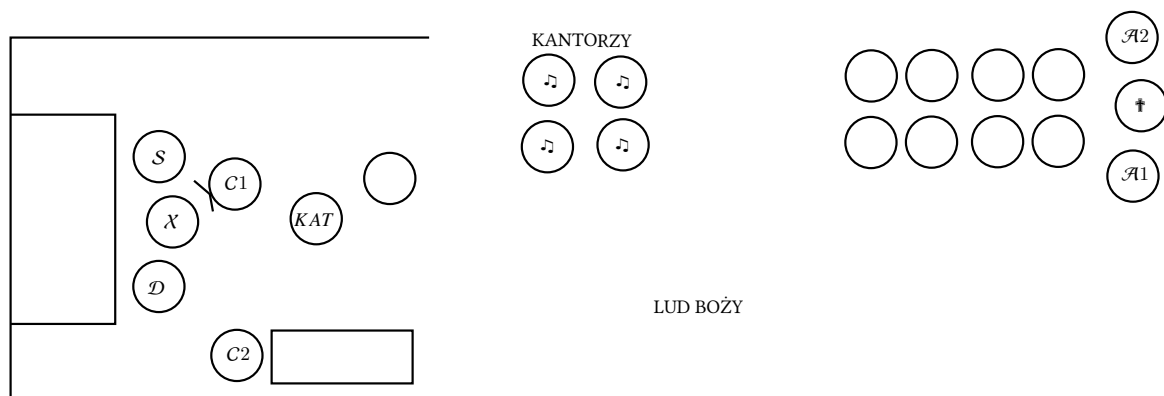 KANTORZY
♫ ♫
♫ ♫
𝒜2
✟
𝒜1
𝒮
𝒞1
𝒳
KAT
𝒟
𝒞2
LUD BOŻY